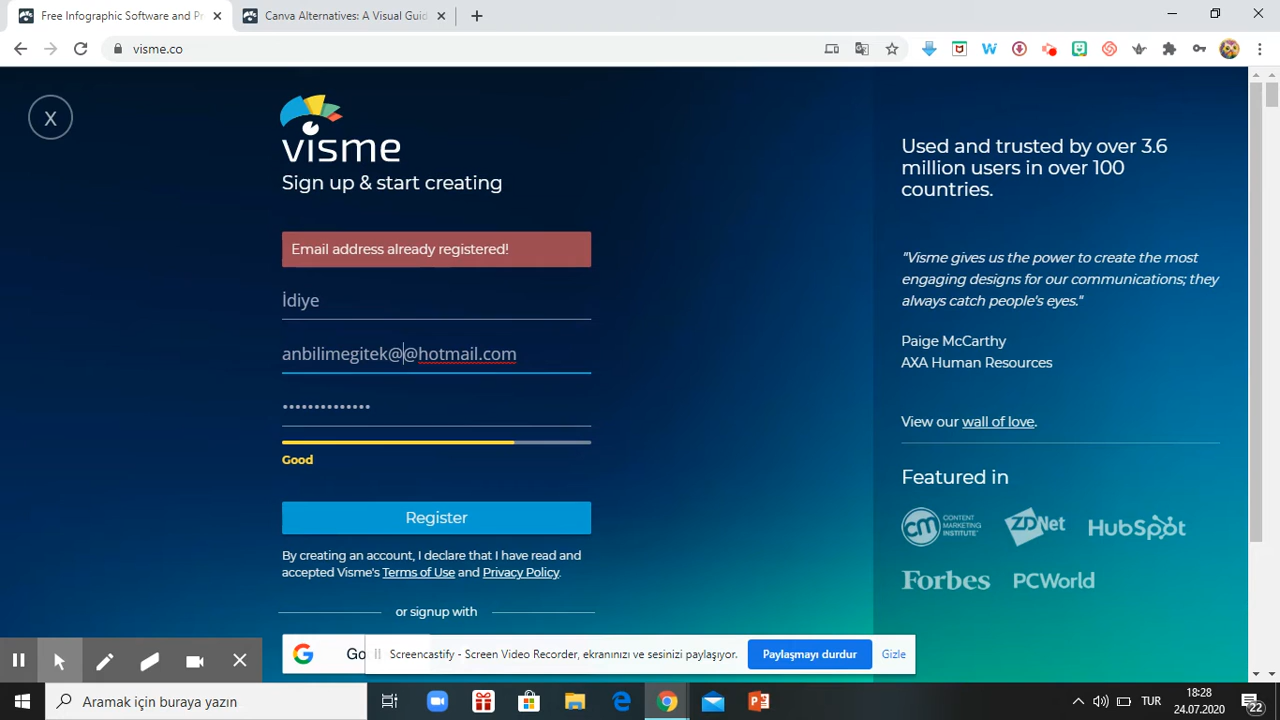 Free Infographic Software and Pr
Canva Alternatives: A Visual Guid
visme.co
X
visme
Sign up & start creating
Email address already registered!
İdiye
anbilimegitek@@hotmail.com
••••••••••••••
Good
Register
By creating an account, I declare that I have read and
accepted Visme's Terms of Use and Privacy Policy.
or signup with
Go
Used and trusted by over 3.6
million users in over 100
countries.
"Visme gives us the power to create the most
engaging designs for our communications; they
always catch people's eyes."
Paige McCarthy
AXA Human Resources
View our wall of love.
Featured in
cm CONTENT
MARKETING
INSTITUTE
ZDNet
HubSpot
Forbes
PCWorld
Screencastify - Screen Video Recorder, ekranınızı ve sesinizi paylaşıyor.
Paylaşmayı durdur
Gizle
Aramak için buraya yazın
TUR
18:28
24.07.2020
22